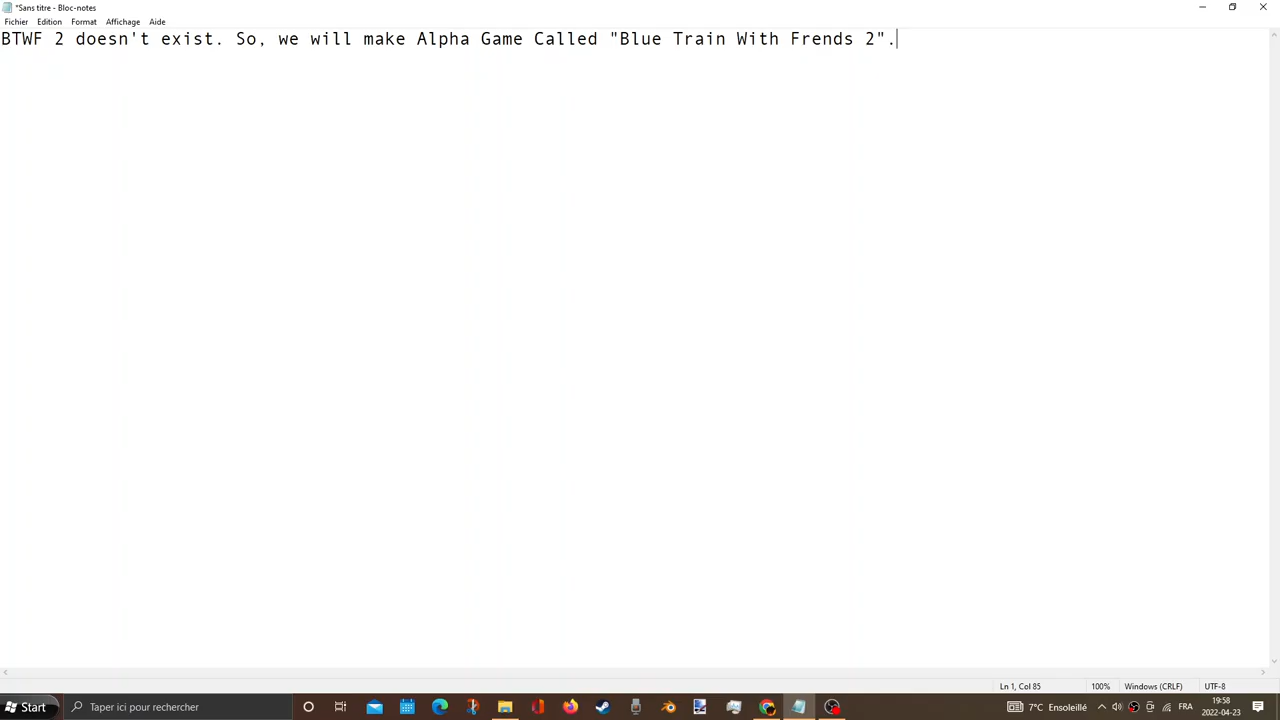 *Sans titre - Bloc-notes
Fichier Edition Format Affichage Aide
BTWF 2 doesn't exist. So, we will make Alpha Game Called "Blue Train With Frends 2".
Ln 1, Col 85 100% Windows (CRLF) UTF-8
Start Taper ici pour rechercher 7°C Ensoleillé FRA 19:58
2022-04-23